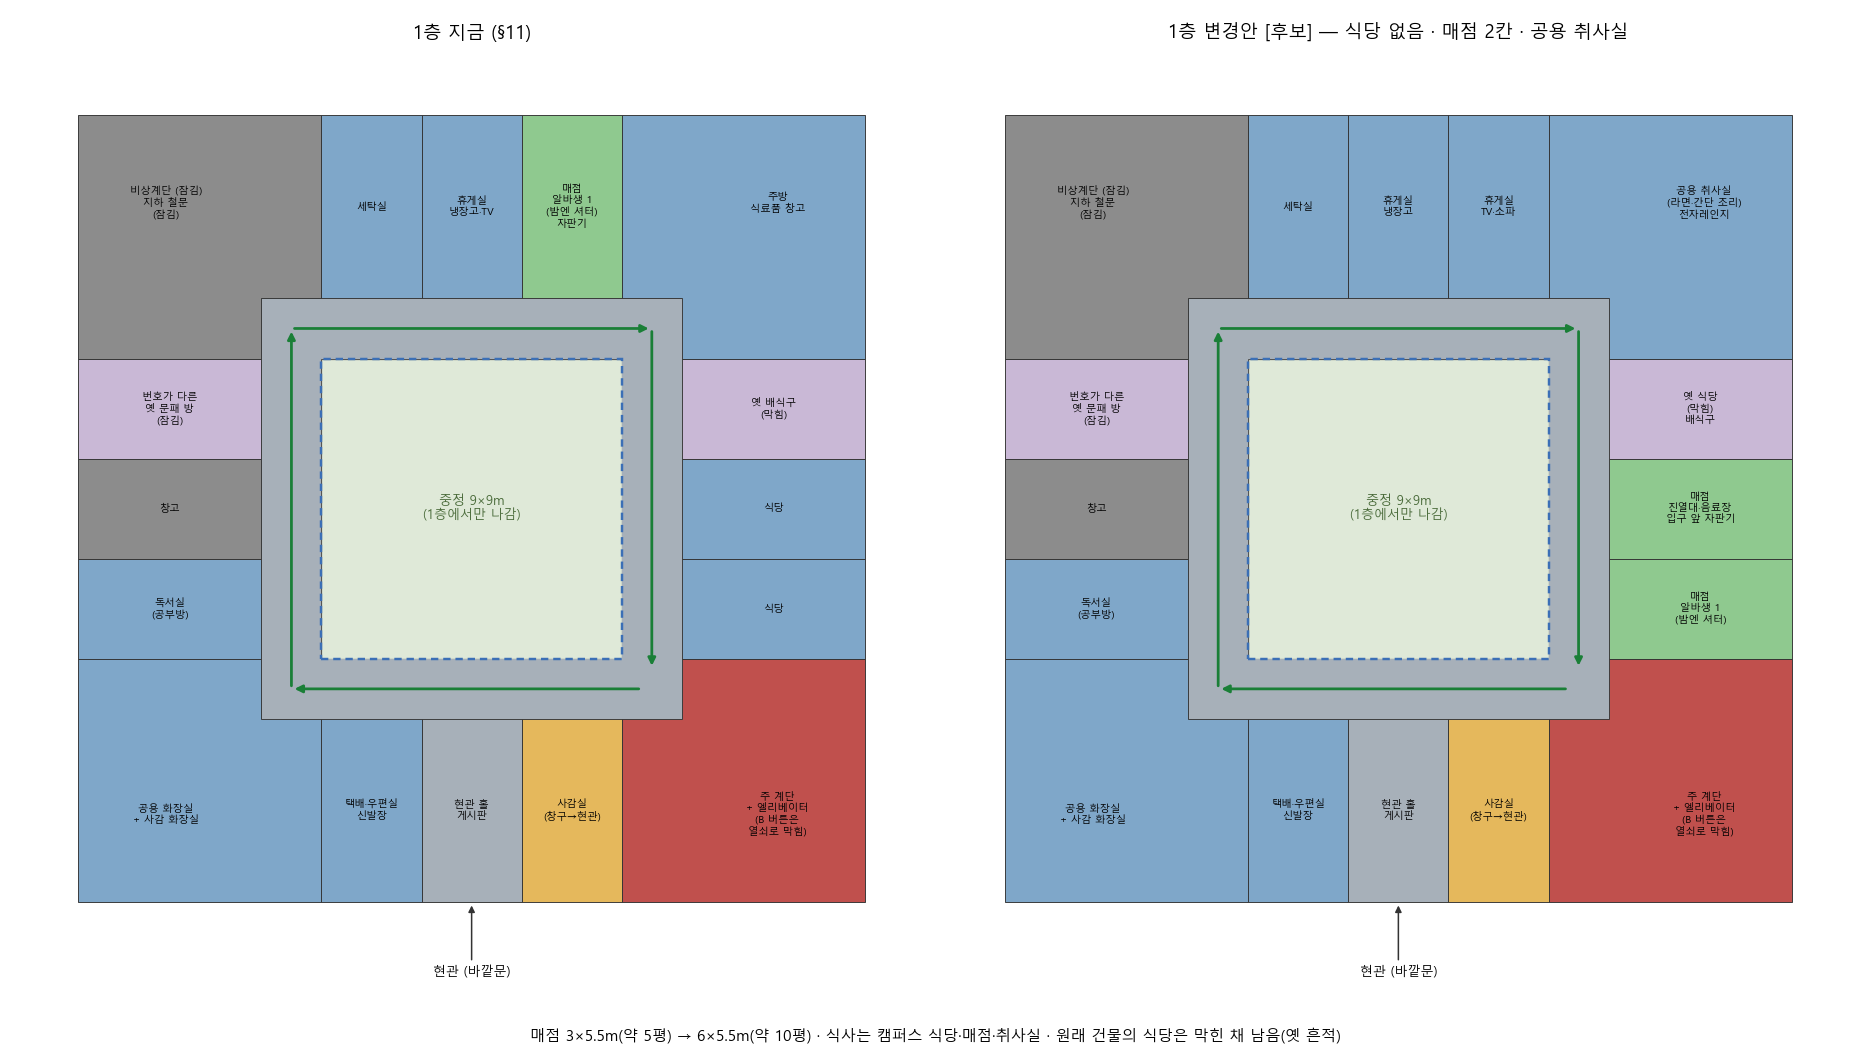 1층 지금 (§11)
비상계단 (잠김)
지하 철문
(잠김)
세탁실
휴게실
냉장고·TV
매점
알바생 1
(밤엔 셔터)
자판기
주방
식료품 창고
번호가 다른
옛 문패 방
(잠김)
옛 배식구
(막힘)
창고
중정 9×9m
(1층에서만 나감)
식당
독서실
(공부방)
식당
공용 화장실
+ 사감 화장실
택배·우편실
신발장
현관 홀
게시판
사감실
(창구→현관)
주 계단
+ 엘리베이터
(B 버튼은
열쇠로 막힘)
현관 (바깥문)
1층 변경안 [후보] — 식당 없음 · 매점 2칸 · 공용 취사실
비상계단 (잠김)
지하 철문
(잠김)
세탁실
휴게실
냉장고
휴게실
TV·소파
공용 취사실
(라면·간단 조리)
전자레인지
번호가 다른
옛 문패 방
(잠김)
옛 식당
(막힘)
배식구
창고
중정 9×9m
(1층에서만 나감)
매점
진열대·음료장
입구 앞 자판기
독서실
(공부방)
매점
알바생 1
(밤엔 셔터)
공용 화장실
+ 사감 화장실
택배·우편실
신발장
현관 홀
게시판
사감실
(창구→현관)
주 계단
+ 엘리베이터
(B 버튼은
열쇠로 막힘)
현관 (바깥문)
매점 3×5.5m(약 5평) → 6×5.5m(약 10평) · 식사는 캠퍼스 식당·매점·취사실 · 원래 건물의 식당은 막힌 채 남음(옛 흔적)